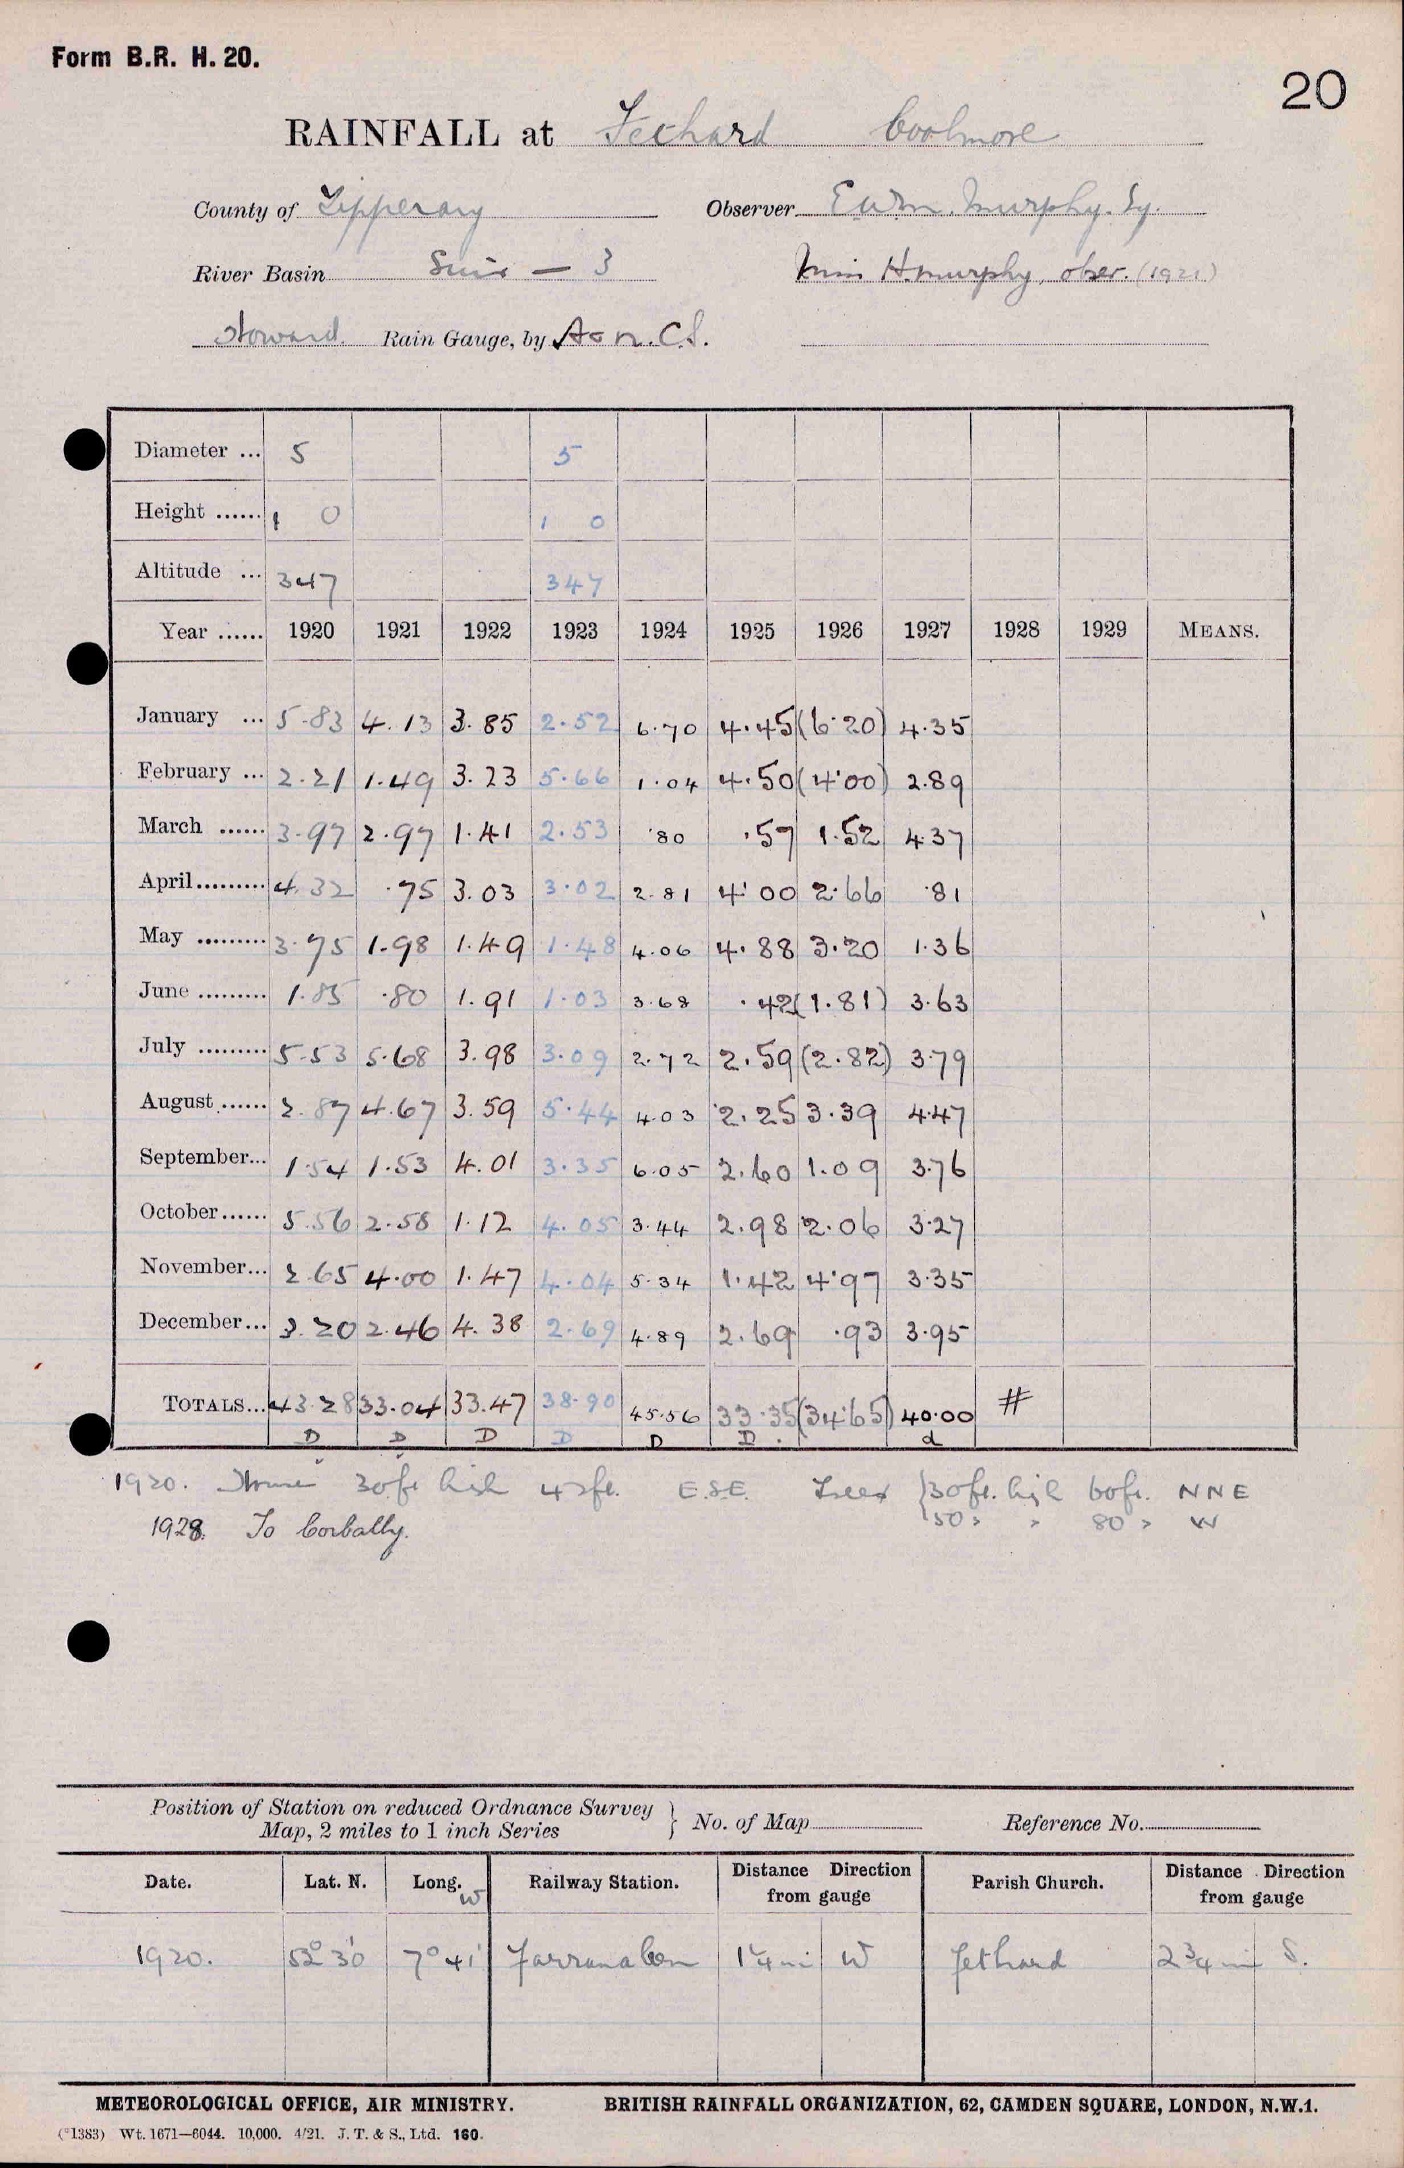 Form B.R. H. 20.
20
RAINFALL at Fethard Coolmore
County of Tipperary Observer E. Wm. Murphy. Esq.
River Basin Suir — 3 Miss H. Murphy, obser. (1921)
Howard. Rain Gauge, by A & N. C.S.
Diameter ... 5 5
Height ...... 1 0 1 0
Altitude ... 347 347
Year ...... 1920 1921 1922 1923 1924 1925 1926 1927 1928 1929 MEANS.
January ... 5.83 4.13 3.85 2.52 6.70 4.45 (6.20) 4.35
February ... 2.21 1.49 3.23 5.66 1.04 4.50 (4.00) 2.89
March ...... 3.97 2.97 1.41 2.53 .80 .57 1.52 4.37
April......... 4.32 .75 3.03 3.02 2.81 4.00 2.66 .81
May ......... 3.75 1.98 1.49 1.48 4.06 4.88 3.20 1.36
June ......... 1.85 .80 1.91 1.03 3.68 .42 (1.81) 3.63
July ......... 5.53 5.68 3.98 3.09 2.72 2.59 (2.82) 3.79
August ...... 2.87 4.67 3.59 5.44 4.03 2.25 3.39 4.47
September... 1.54 1.53 4.01 3.35 6.05 2.60 1.09 3.76
October...... 5.56 2.58 1.12 4.05 3.44 2.98 2.06 3.27
November... 2.65 4.00 1.47 4.04 5.34 1.42 4.97 3.35
December... 3.20 2.46 4.38 2.69 4.89 2.69 .93 3.95
TOTALS... 43.28 33.04 33.47 38.90 45.56 33.35 (34.65) 40.00 #
D D D D D D d
1920. House 30ft high 42ft. E.S.E. Trees { 30ft. high 60ft. NNE
50 " " 80 " W
1928. To Corbally.
Position of Station on reduced Ordnance Survey
Map, 2 miles to 1 inch Series } No. of Map Reference No.
Date. Lat. N. Long. W Railway Station. Distance Direction from gauge Parish Church. Distance Direction from gauge
1920. 52° 30' 7° 41' Farranaleen 1 1/4 mi W Fethard 2 3/4 mi S.
METEOROLOGICAL OFFICE, AIR MINISTRY. BRITISH RAINFALL ORGANIZATION, 62, CAMDEN SQUARE, LONDON, N.W.1.
(*1383) Wt. 1671—6044. 10,000. 4/21. J. T. & S., Ltd. 160.